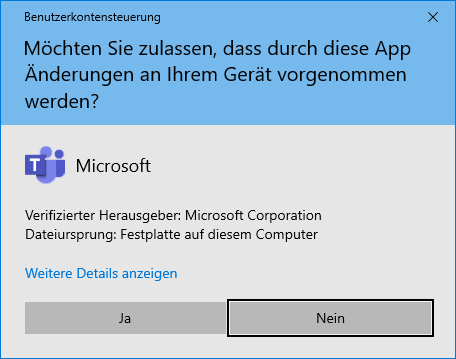 Benutzerkontensteuerung
Möchten Sie zulassen, dass durch diese App
Änderungen an Ihrem Gerät vorgenommen
werden?
T
Microsoft
Verifizierter Herausgeber: Microsoft Corporation
Dateiursprung: Festplatte auf diesem Computer
Weitere Details anzeigen
Ja Nein